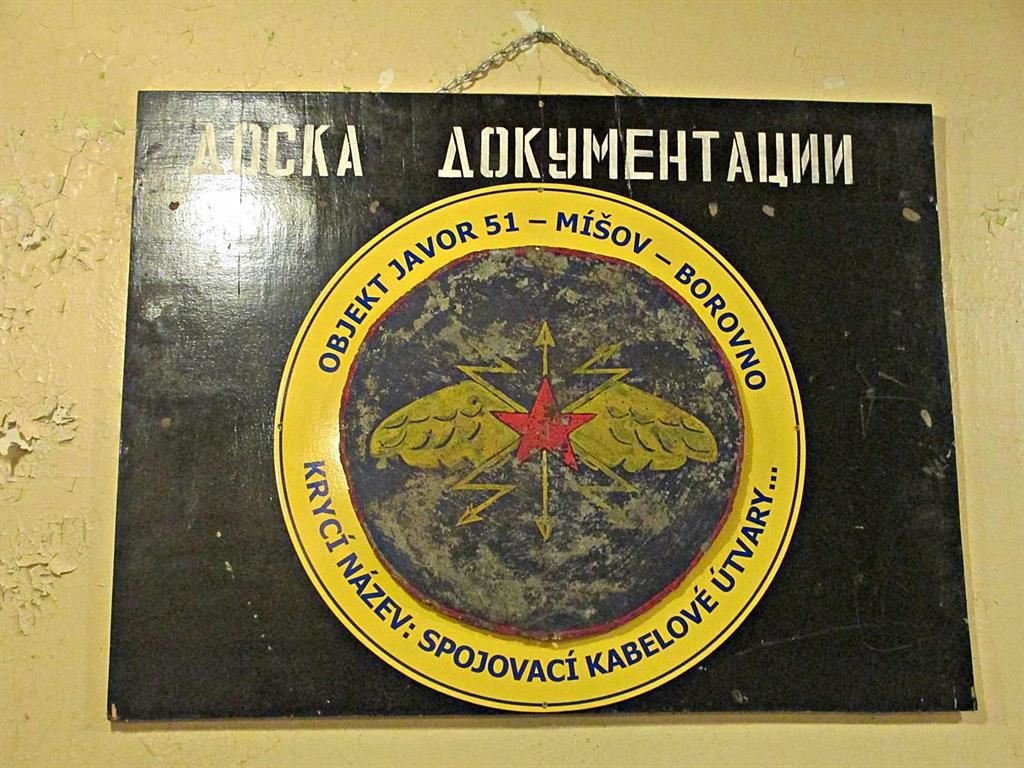 ДОСКА ДОКУМЕНТАЦИИ
OBJEKT JAVOR 51 – MÍŠOV – BOROVNO
KRYCÍ NÁZEV: SPOJOVACÍ KABELOVÉ ÚTVARY...